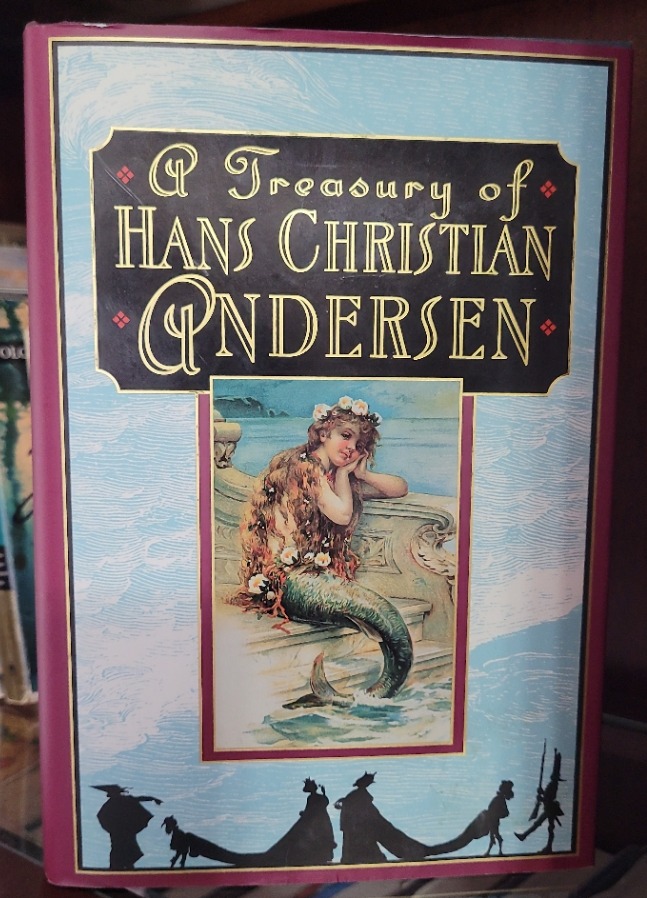 A Treasury of
HANS CHRISTIAN
ANDERSEN